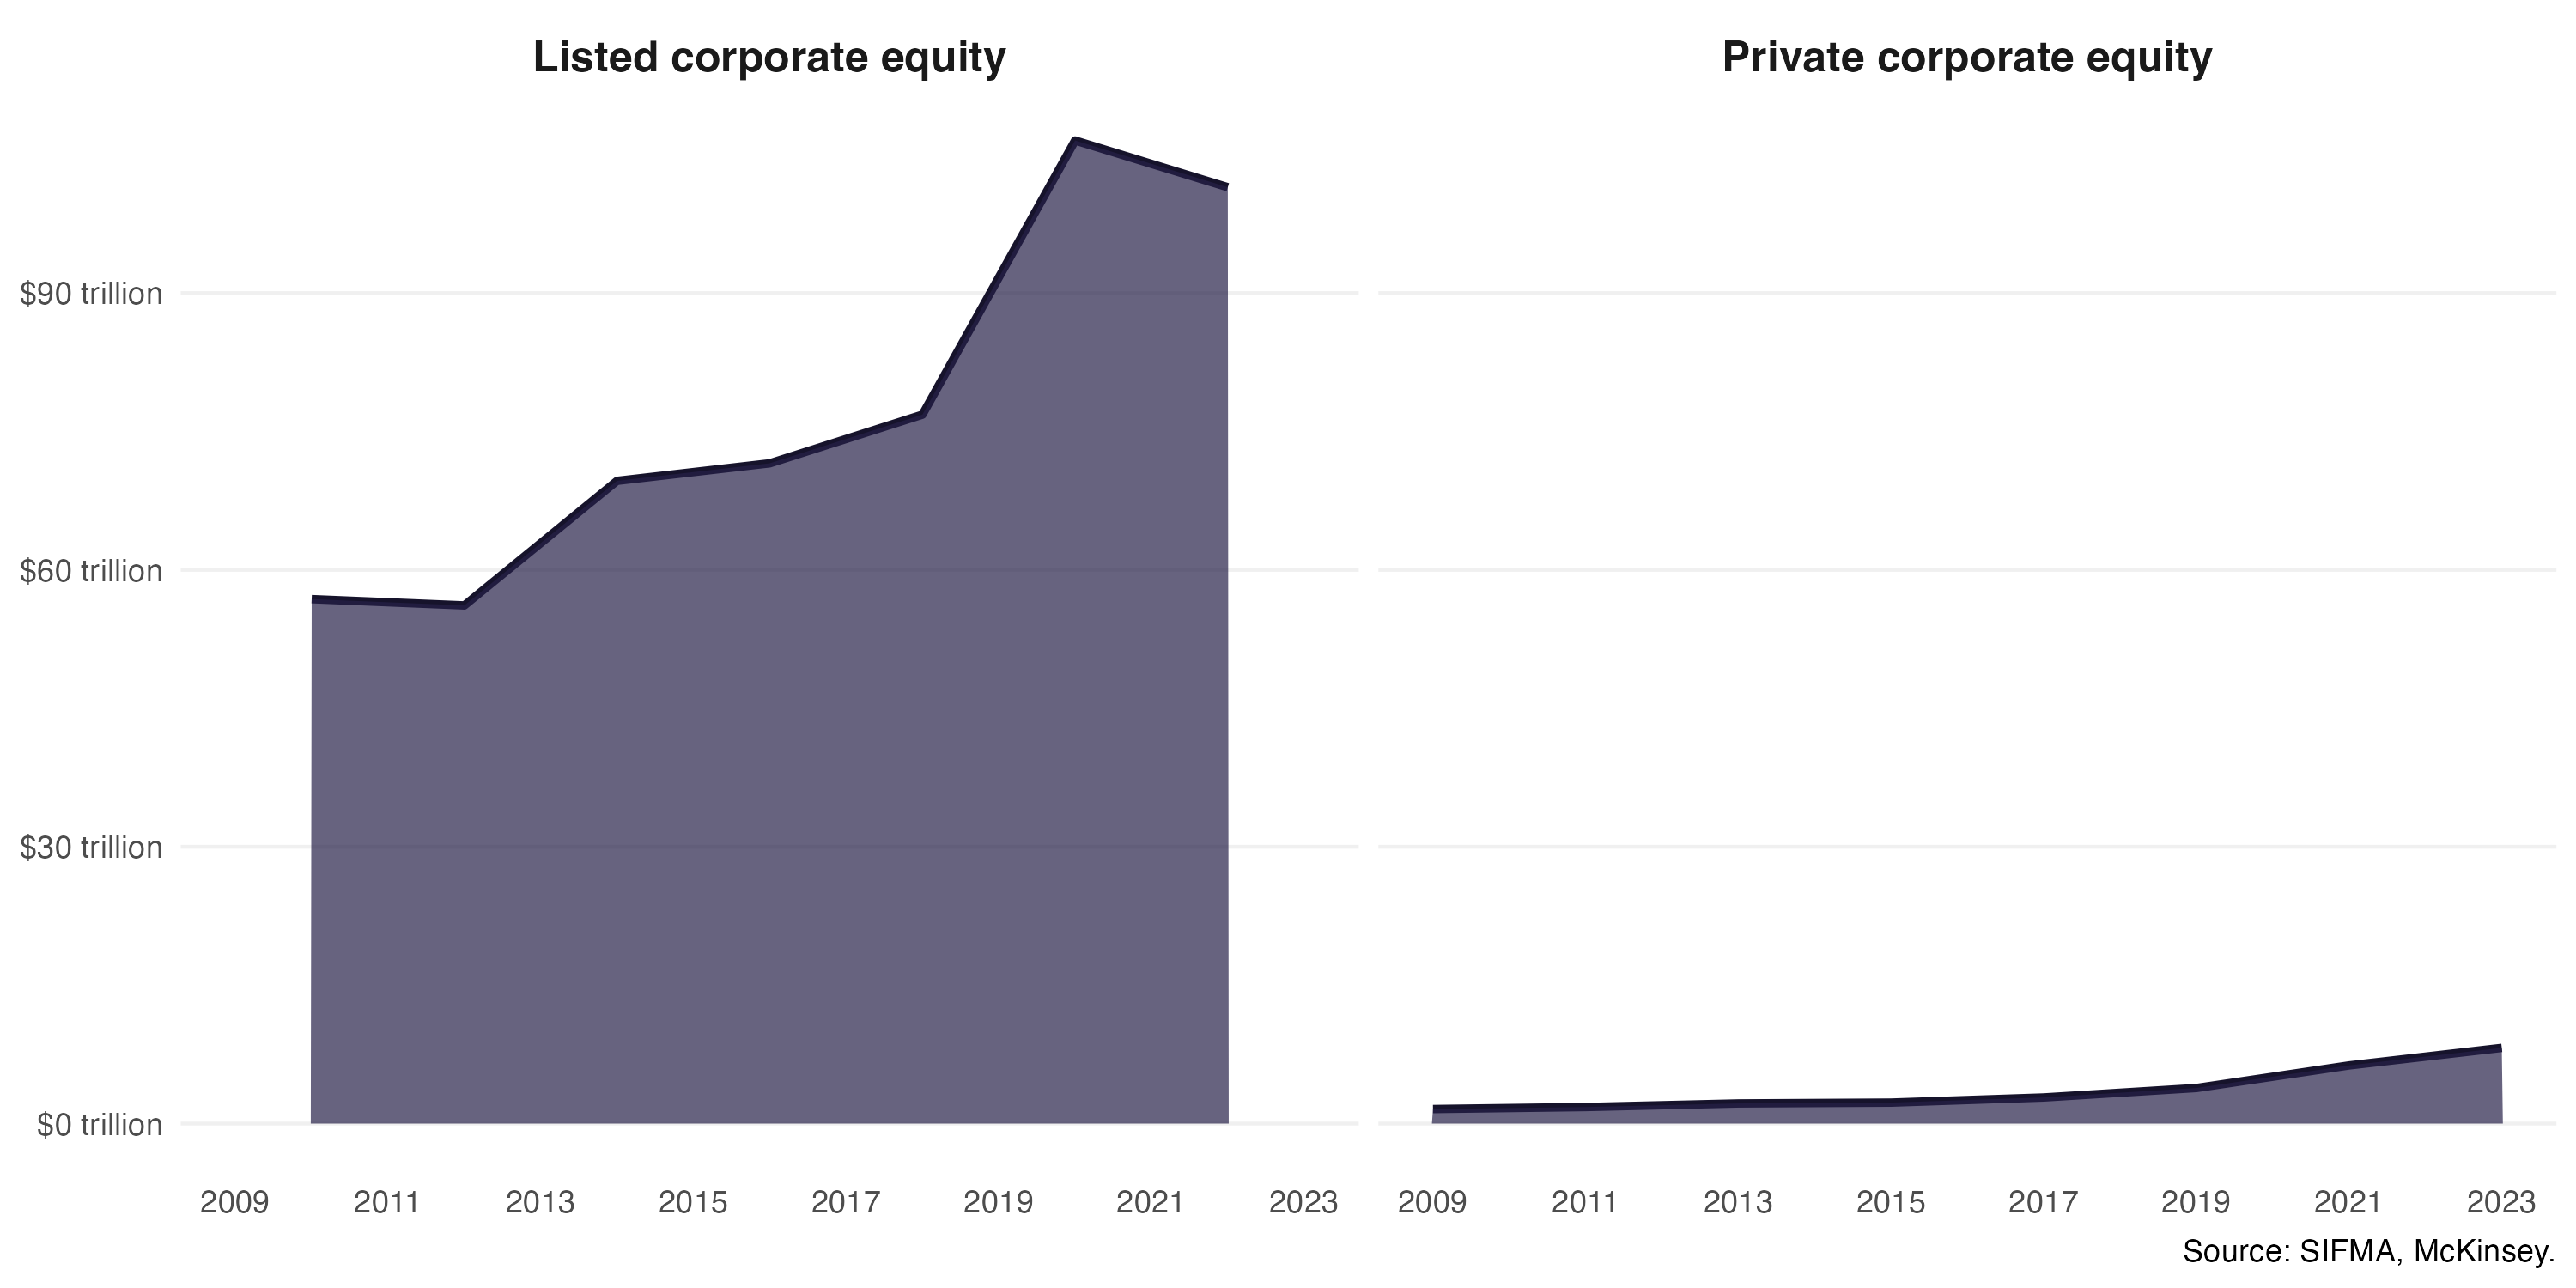 Listed corporate equity
Private corporate equity
$90 trillion
$60 trillion
$30 trillion
$0 trillion
2009 2011 2013 2015 2017 2019 2021 2023
2009 2011 2013 2015 2017 2019 2021 2023
Source: SIFMA, McKinsey.